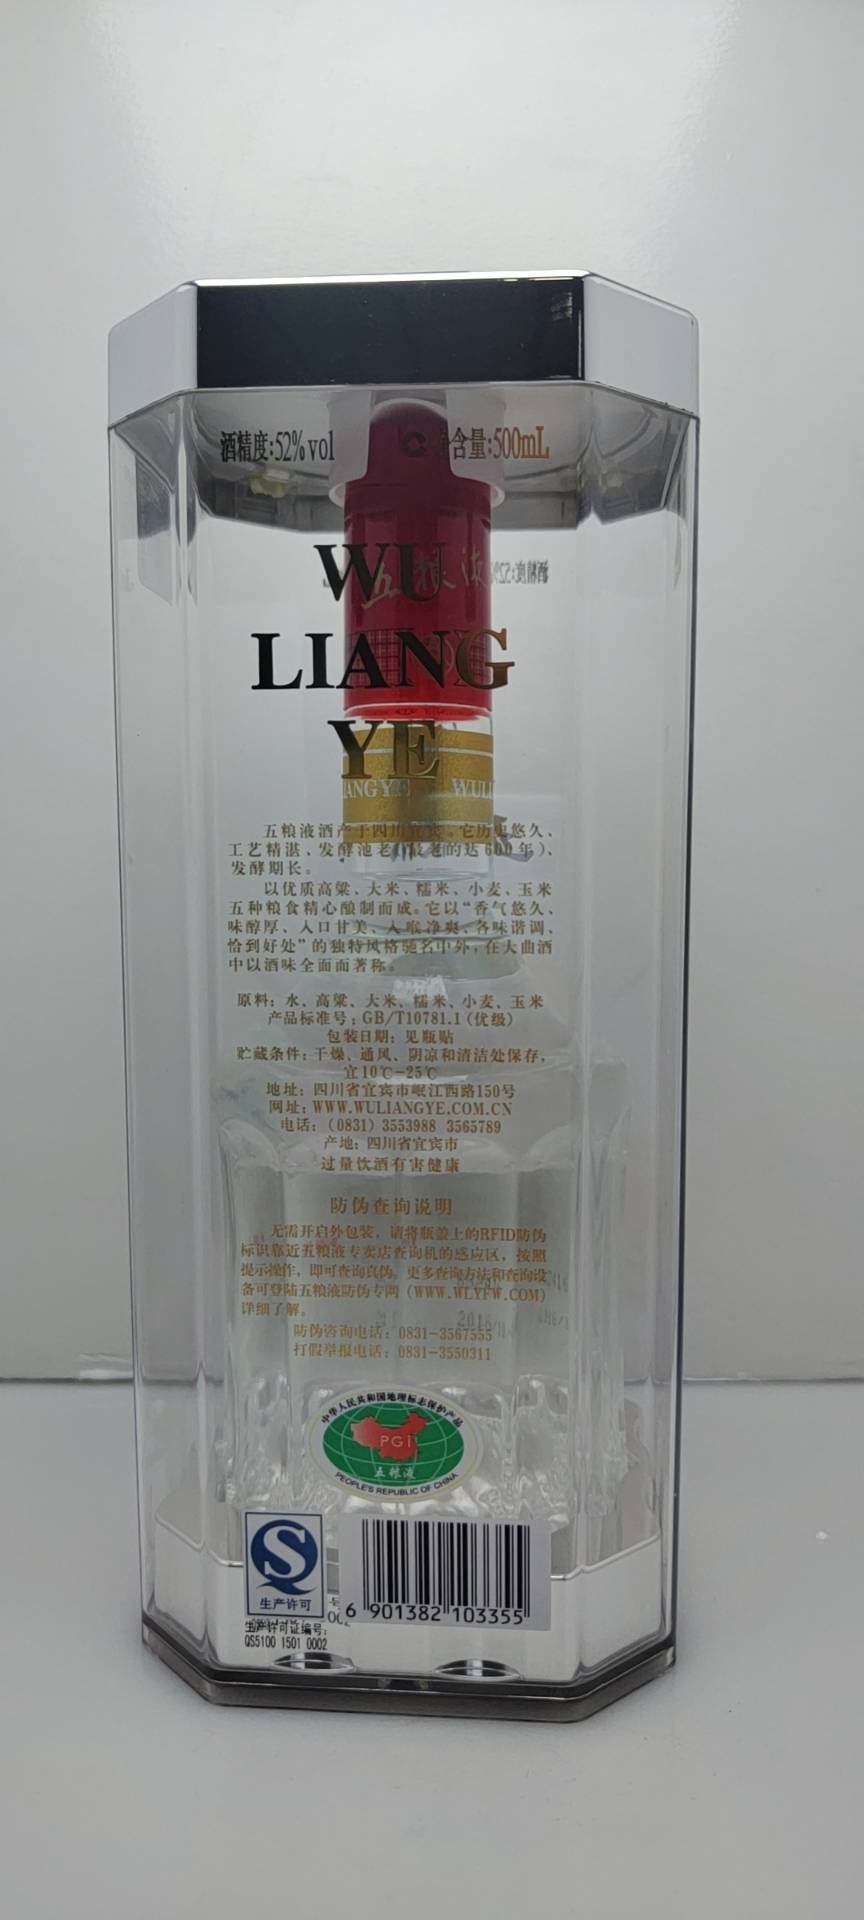 酒精度:52%vol
含量:500mL
五粮液
WU
LIANG
YE
五粮液酒产于四川宜宾。它历史悠久、
工艺精湛、发酵池老(最老的达600年)、
发酵期长。
以优质高粱、大米、糯米、小麦、玉米
五种粮食精心酿制而成。它以“香气悠久、
味醇厚、入口甘美、入喉净爽、各味谐调、
恰到好处”的独特风格驰名中外,在大曲酒
中以酒味全面而著称。
原料: 水、高粱、大米、糯米、小麦、玉米
产品标准号: GB/T10781.1(优级)
包装日期: 见瓶贴
贮藏条件: 干燥、通风、阴凉和清洁处保存,
宜10℃-25℃
地址: 四川省宜宾市岷江西路150号
网址: WWW.WULIANGYE.COM.CN
电话: (0831) 3553988 3565789
产地: 四川省宜宾市
过量饮酒有害健康
防伪查询说明
无需开启外包装, 请将瓶盖上的RFID防伪
标识靠近五粮液专卖店查询机的感应区, 按照
提示操作, 即可查询真伪。更多查询方法和查询设
备可登陆五粮液防伪专网 (WWW.WLYFW.COM)
详细了解。
防伪咨询电话: 0831-3567555
打假举报电话: 0831-3550311
中华人民共和国地理标志保护产品
PGI
五粮液
PEOPLE'S REPUBLIC OF CHINA
S
生产许可
6 901382 103355
生产许可证编号:
QS5100 1501 0002